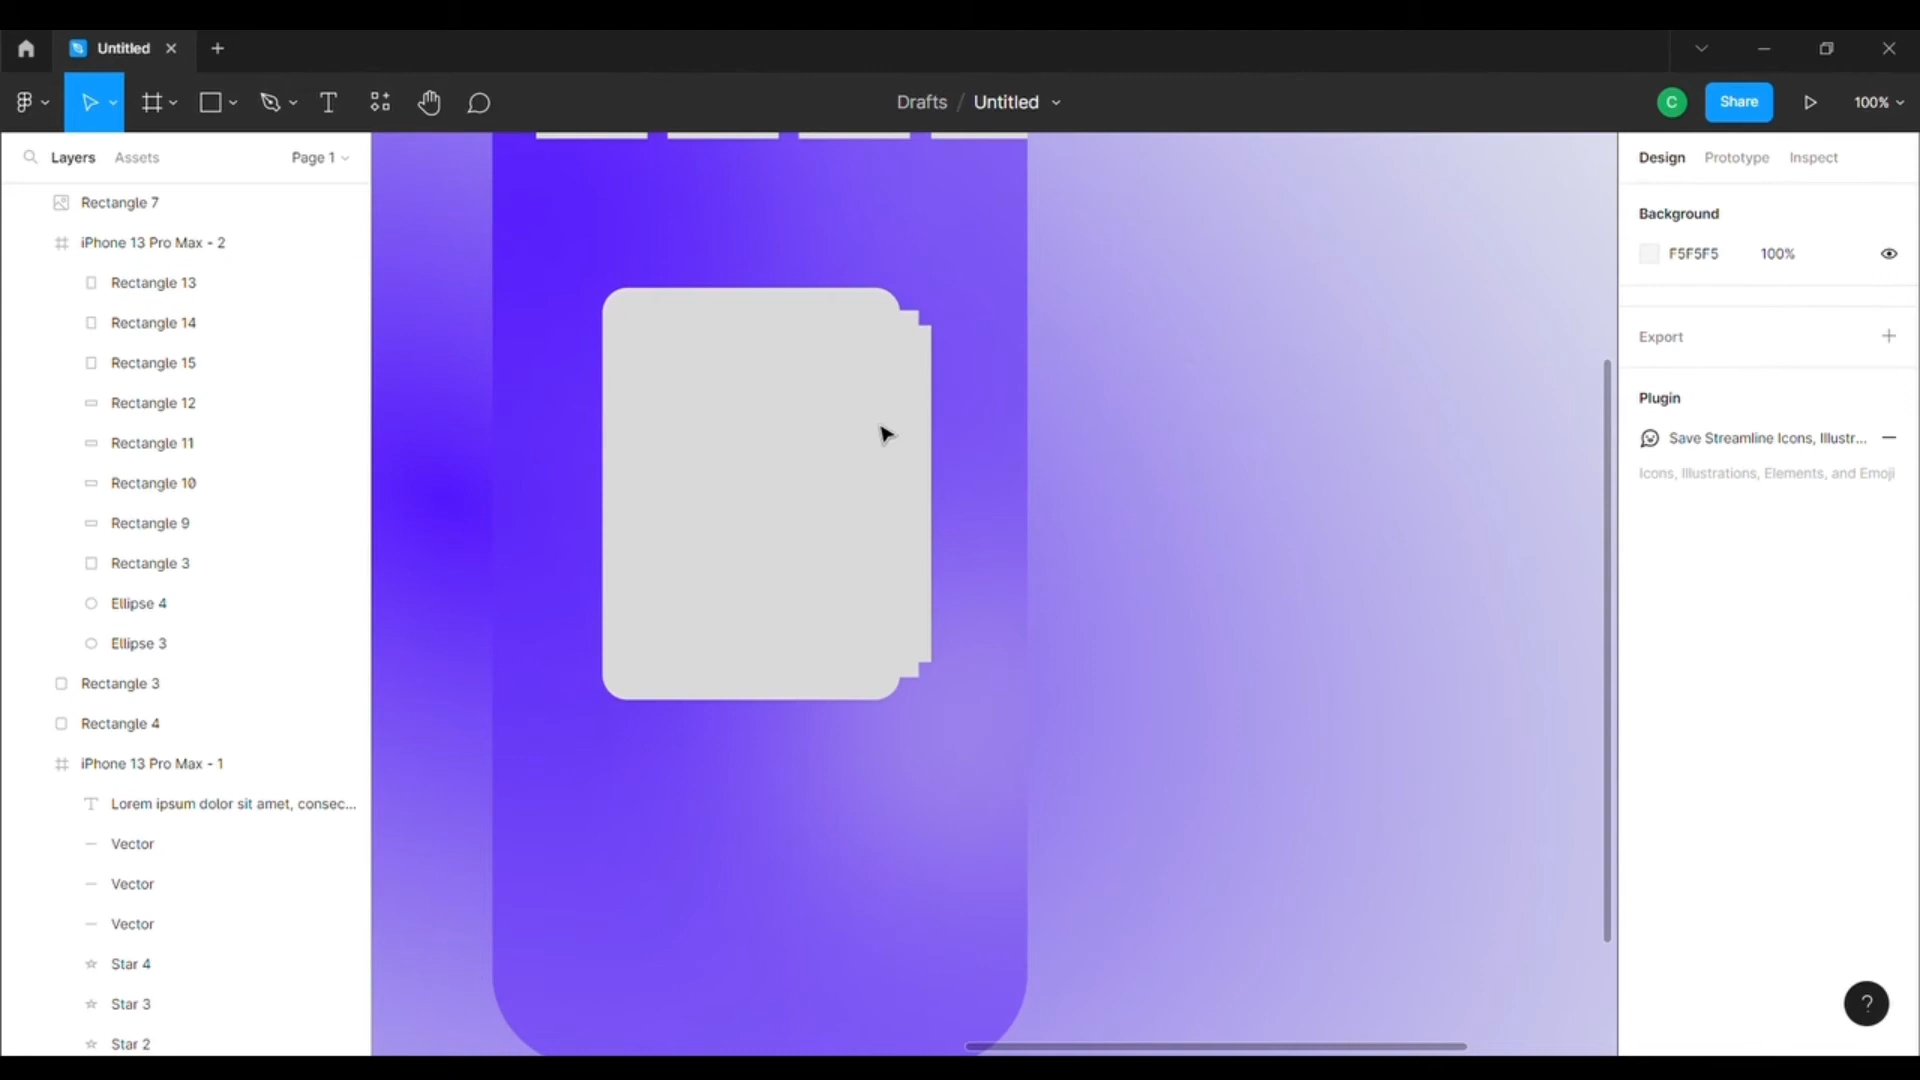 Untitled
Drafts / Untitled
C
Share
100%
Layers
Assets
Page 1
Rectangle 7
iPhone 13 Pro Max - 2
Rectangle 13
Rectangle 14
Rectangle 15
Rectangle 12
Rectangle 11
Rectangle 10
Rectangle 9
Rectangle 3
Ellipse 4
Ellipse 3
Rectangle 3
Rectangle 4
iPhone 13 Pro Max - 1
Lorem ipsum dolor sit amet, consec...
Vector
Vector
Vector
Star 4
Star 3
Star 2
Design
Prototype
Inspect
Background
F5F5F5
100%
Export
Plugin
Save Streamline Icons, Illustr...
Icons, Illustrations, Elements, and Emoji
?